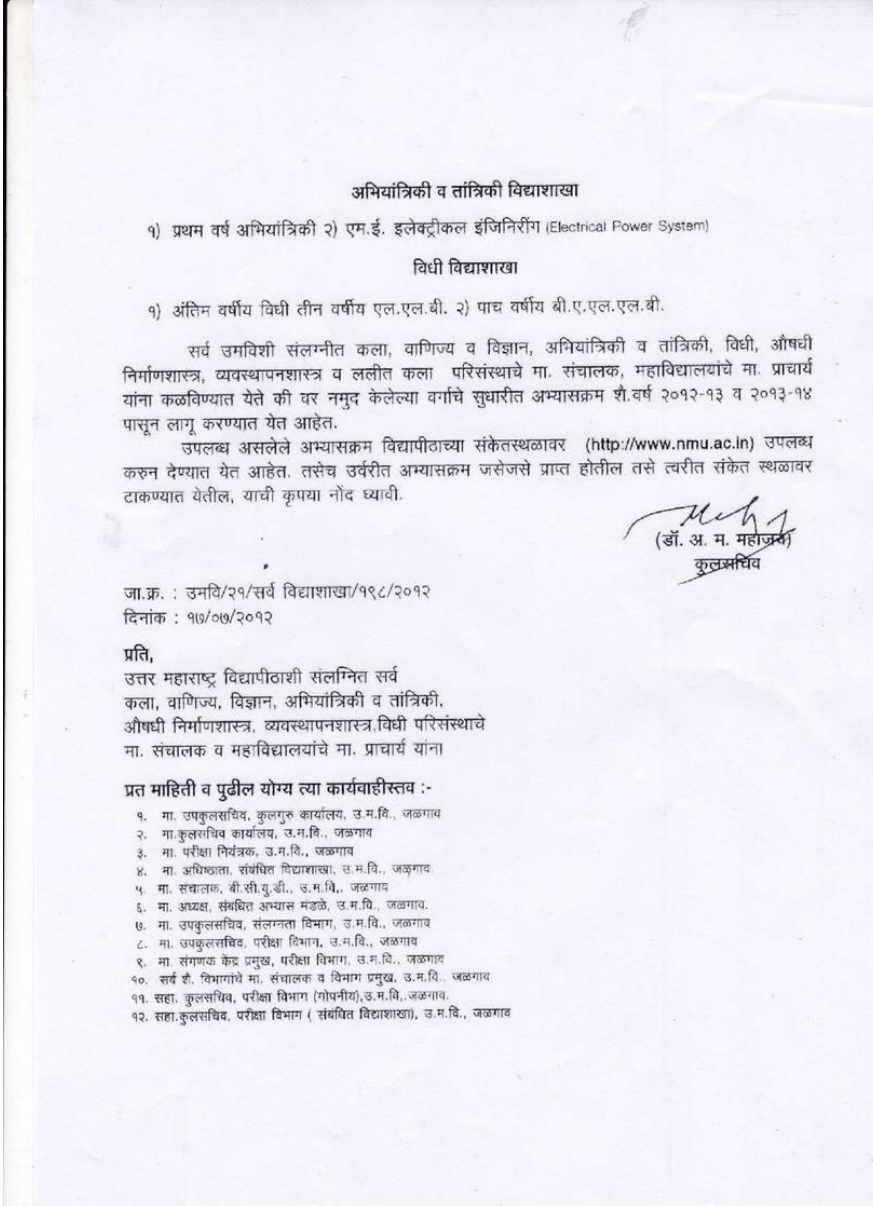 अभियांत्रिकी व तांत्रिकी विद्याशाखा
१) प्रथम वर्ष अभियांत्रिकी २) एम.ई. इलेक्ट्रीकल इंजिनिरींग (Electrical Power System)
विधी विद्याशाखा
१) अंतिम वर्षीय विधी तीन वर्षीय एल.एल.बी. २) पाच वर्षीय बी.ए.एल.एल.बी.
सर्व उमविशी संलग्नीत कला, वाणिज्य व विज्ञान, अभियांत्रिकी व तांत्रिकी, विधी, औषधी
निर्माणशास्त्र, व्यवस्थापनशास्त्र व ललीत कला परिसंस्थाचे मा. संचालक, महाविद्यालयांचे मा. प्राचार्य
यांना कळविण्यात येते की वर नमुद केलेल्या वर्गाचे सुधारीत अभ्यासक्रम शै.वर्ष २०१२-१३ व २०१३-१४
पासून लागू करण्यात येत आहेत.
उपलब्ध असलेले अभ्यासक्रम विद्यापीठाच्या संकेतस्थळावर (http://www.nmu.ac.in) उपलब्ध
करुन देण्यात येत आहेत. तसेच उर्वरीत अभ्यासक्रम जसेजसे प्राप्त होतील तसे त्वरीत संकेत स्थळावर
टाकण्यात येतील, याची कृपया नोंद घ्यावी.
(डॉ. अ. म. महाजन)
कुलसचिव
जा.क्र. : उमवि/२१/सर्व विद्याशाखा/१९८/२०१२
दिनांक : १७/०७/२०१२
प्रति,
उत्तर महाराष्ट्र विद्यापीठाशी संलग्नित सर्व
कला, वाणिज्य, विज्ञान, अभियांत्रिकी व तांत्रिकी,
औषधी निर्माणशास्त्र, व्यवस्थापनशास्त्र,विधी परिसंस्थाचे
मा. संचालक व महाविद्यालयांचे मा. प्राचार्य यांना
प्रत माहिती व पुढील योग्य त्या कार्यवाहीस्तव :-
१. मा. उपकुलसचिव, कुलगुरु कार्यालय, उ.म.वि., जळगाव
२. मा.कुलसचिव कार्यालय, उ.म.वि., जळगाव
३. मा. परीक्षा नियंत्रक, उ.म.वि., जळगाव
४. मा. अधिष्ठाता, संबंधित विद्याशाखा, उ.म.वि., जळगाव.
५. मा. संचालक, बी.सी.यु.डी., उ.म.वि., जळगाव
६. मा. अध्यक्ष, संबंधित अभ्यास मंडळे, उ.म.वि., जळगाव.
७. मा. उपकुलसचिव, संलग्नता विभाग, उ.म.वि., जळगाव
८. मा. उपकुलसचिव, परीक्षा विभाग, उ.म.वि., जळगाव
९. मा. संगणक केंद्र प्रमुख, परीक्षा विभाग, उ.म.वि., जळगाव
१०. सर्व शै. विभागांचे मा. संचालक व विभाग प्रमुख, उ.म.वि., जळगाव
११. सहा. कुलसचिव, परीक्षा विभाग (गोपनीय),उ.म.वि.,जळगाव.
१२. सहा.कुलसचिव, परीक्षा विभाग ( संबंधित विद्याशाखा), उ.म.वि., जळगाव